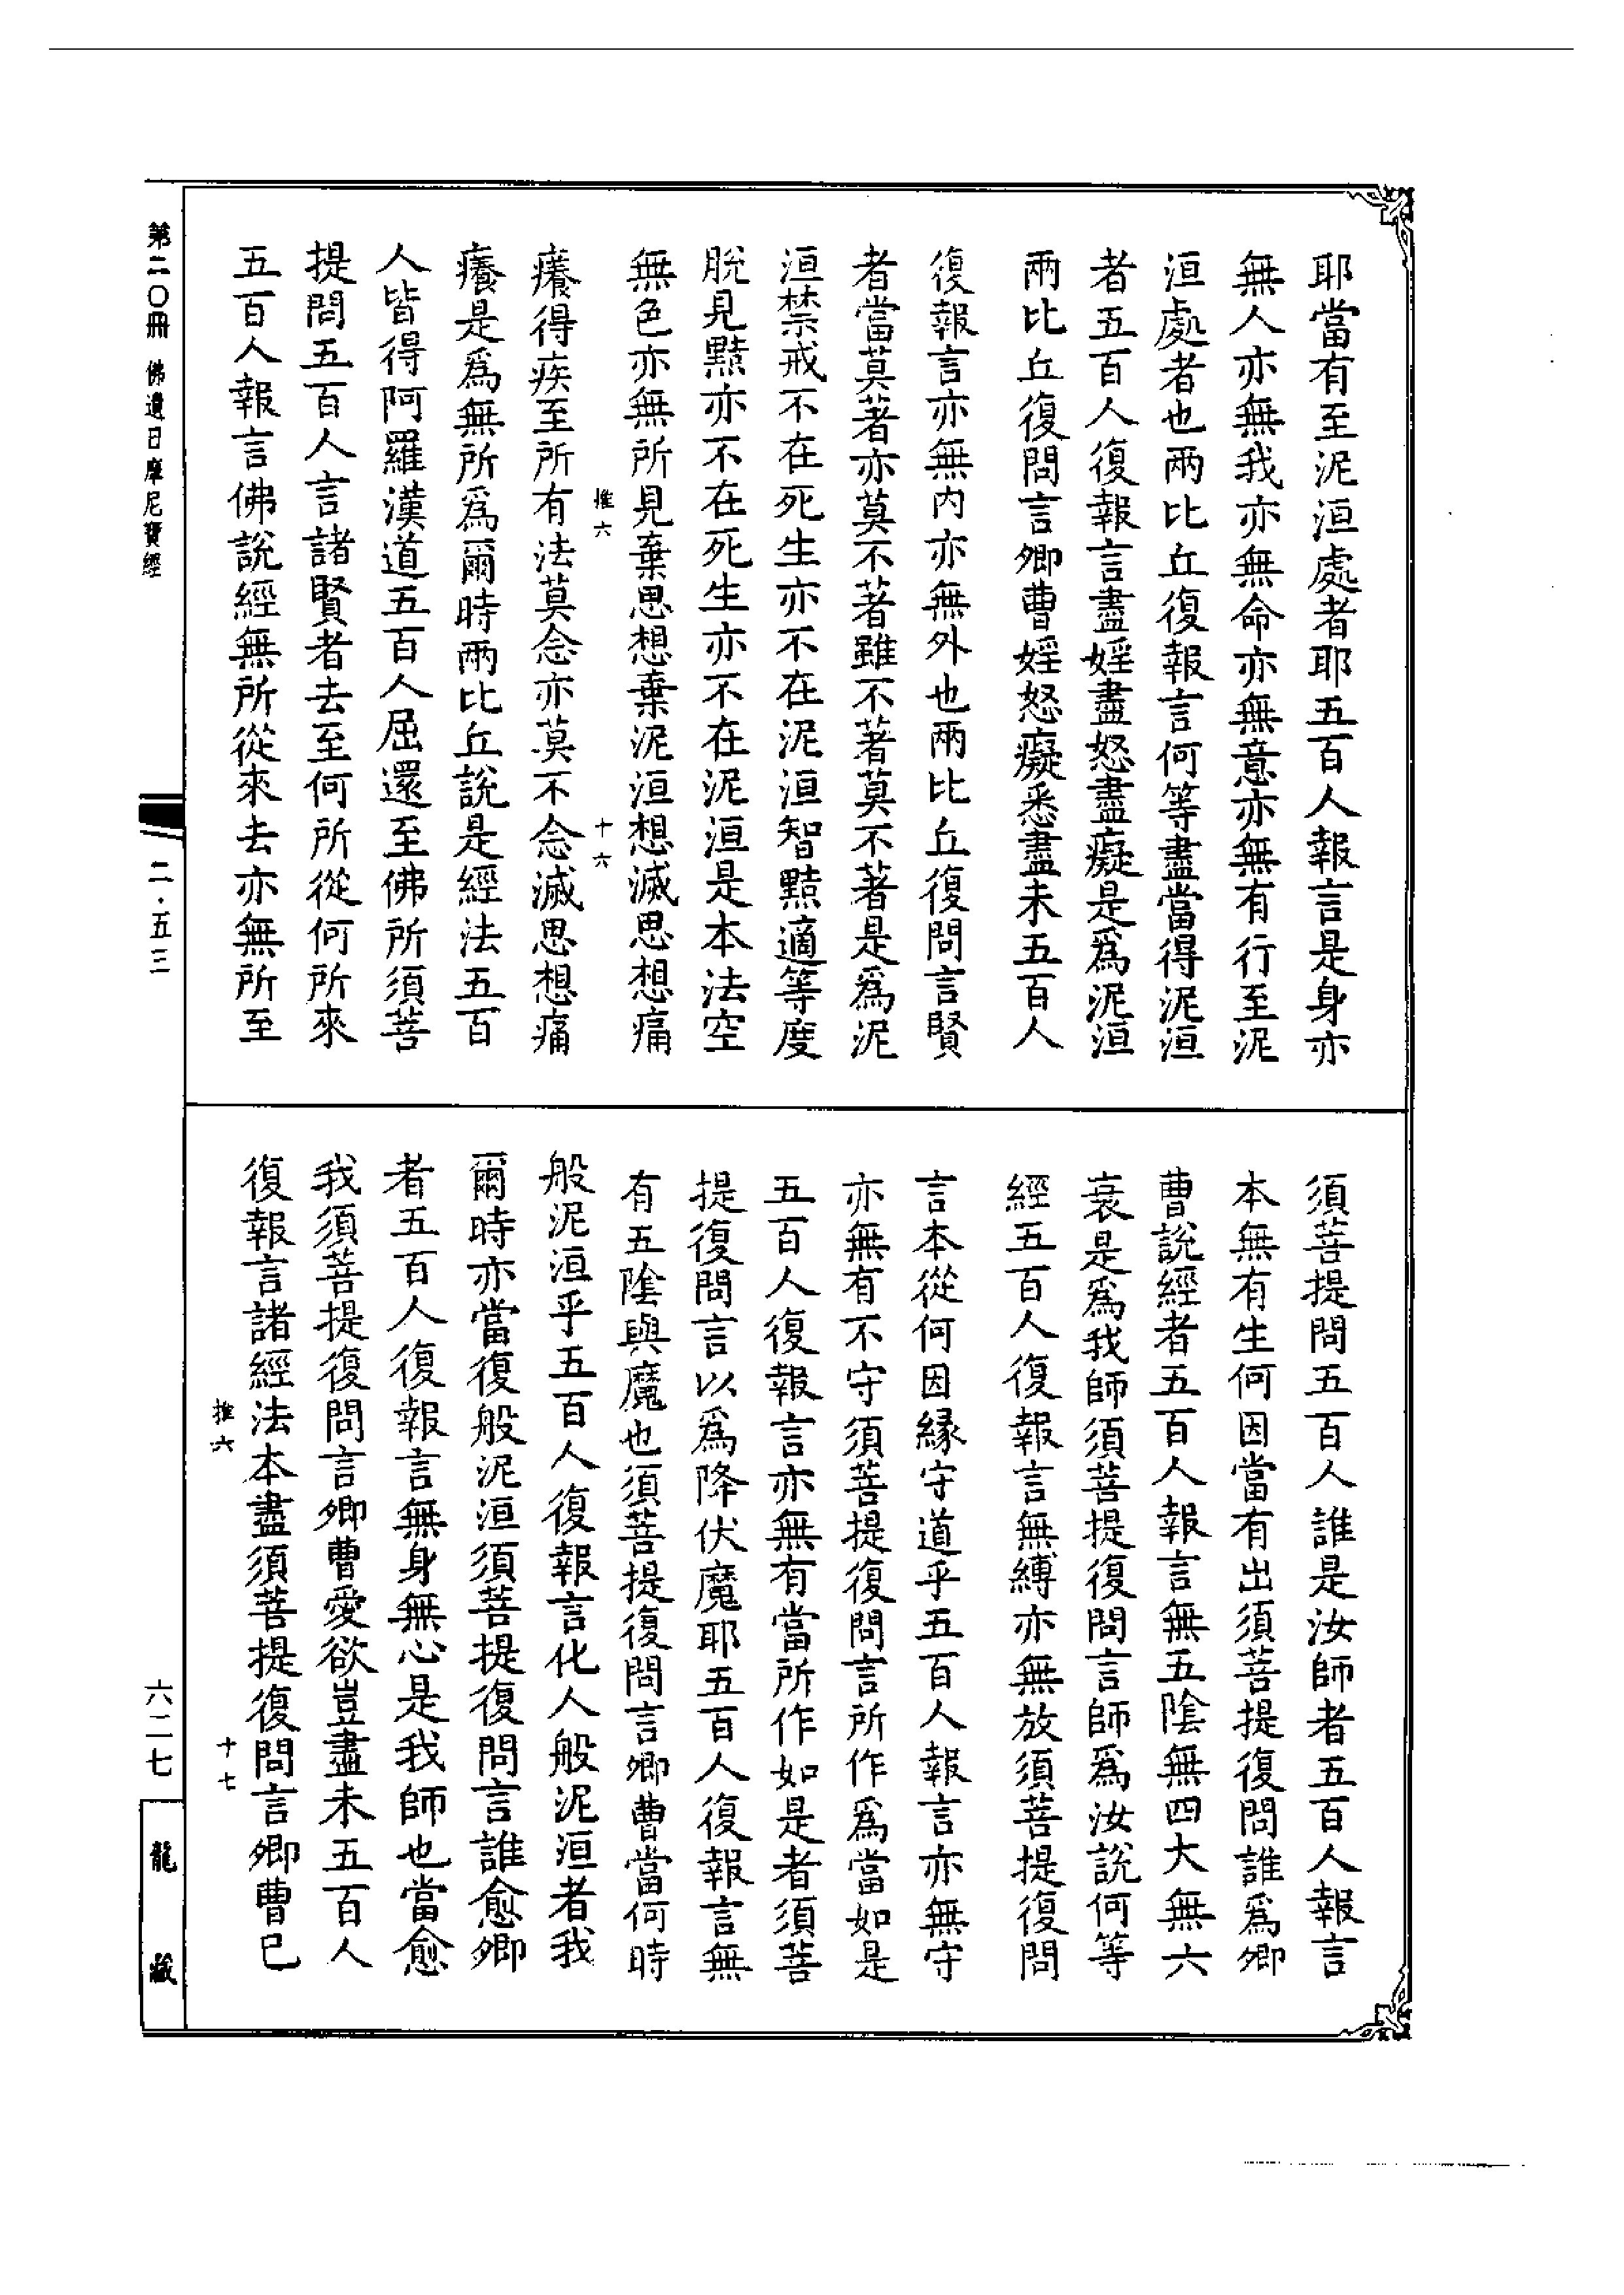 耶當有至泥洹處者耶五百人報言是身亦
無人亦無我亦無命亦無意亦無有行至泥
洹處者也兩比丘復報言何等盡當得泥洹
者五百人復報言盡婬盡怒盡癡是爲泥洹
兩比丘復問言卿曹婬怒癡悉盡未五百人
復報言亦無內亦無外也兩比丘復問言賢
者當莫著亦莫不著雖不著莫不著是爲泥
洹禁戒不在死生亦不在泥洹智黠適等度
脫見黠亦不在死生亦不在泥洹是本法空
無色亦無所見棄思想棄泥洹想滅思想痛
推六 十六
癢得疾至所有法莫念亦莫不念滅思想痛
癢是爲無所爲爾時兩比丘說是經法五百
人皆得阿羅漢道五百人屈還至佛所須菩
提問五百人言諸賢者去至何所從何所來
五百人報言佛說經無所從來去亦無所至
須菩提問五百人誰是汝師者五百人報言
本無有生何因當有出須菩提復問誰爲卿
曹說經者五百人報言無五陰無四大無六
衰是爲我師須菩提復問言師爲汝說何等
經五百人復報言無縛亦無放須菩提復問
言本從何因緣守道乎五百人報言亦無守
亦無有不守須菩提復問言所作爲當如是
五百人復報言亦無有當所作如是者須菩
提復問言以爲降伏魔耶五百人復報言無
有五陰與魔也須菩提復問言卿曹當何時
般泥洹乎五百人復報言化人般泥洹者我
爾時亦當復般泥洹須菩提復問言誰愈卿
者五百人復報言無身無心是我師也當愈
我須菩提復問言卿曹愛欲豈盡未五百人
復報言諸經法本盡須菩提復問言卿曹已
推六 十七
第二〇冊 佛遺日摩尼寶經
二·五三
六二七
龍藏